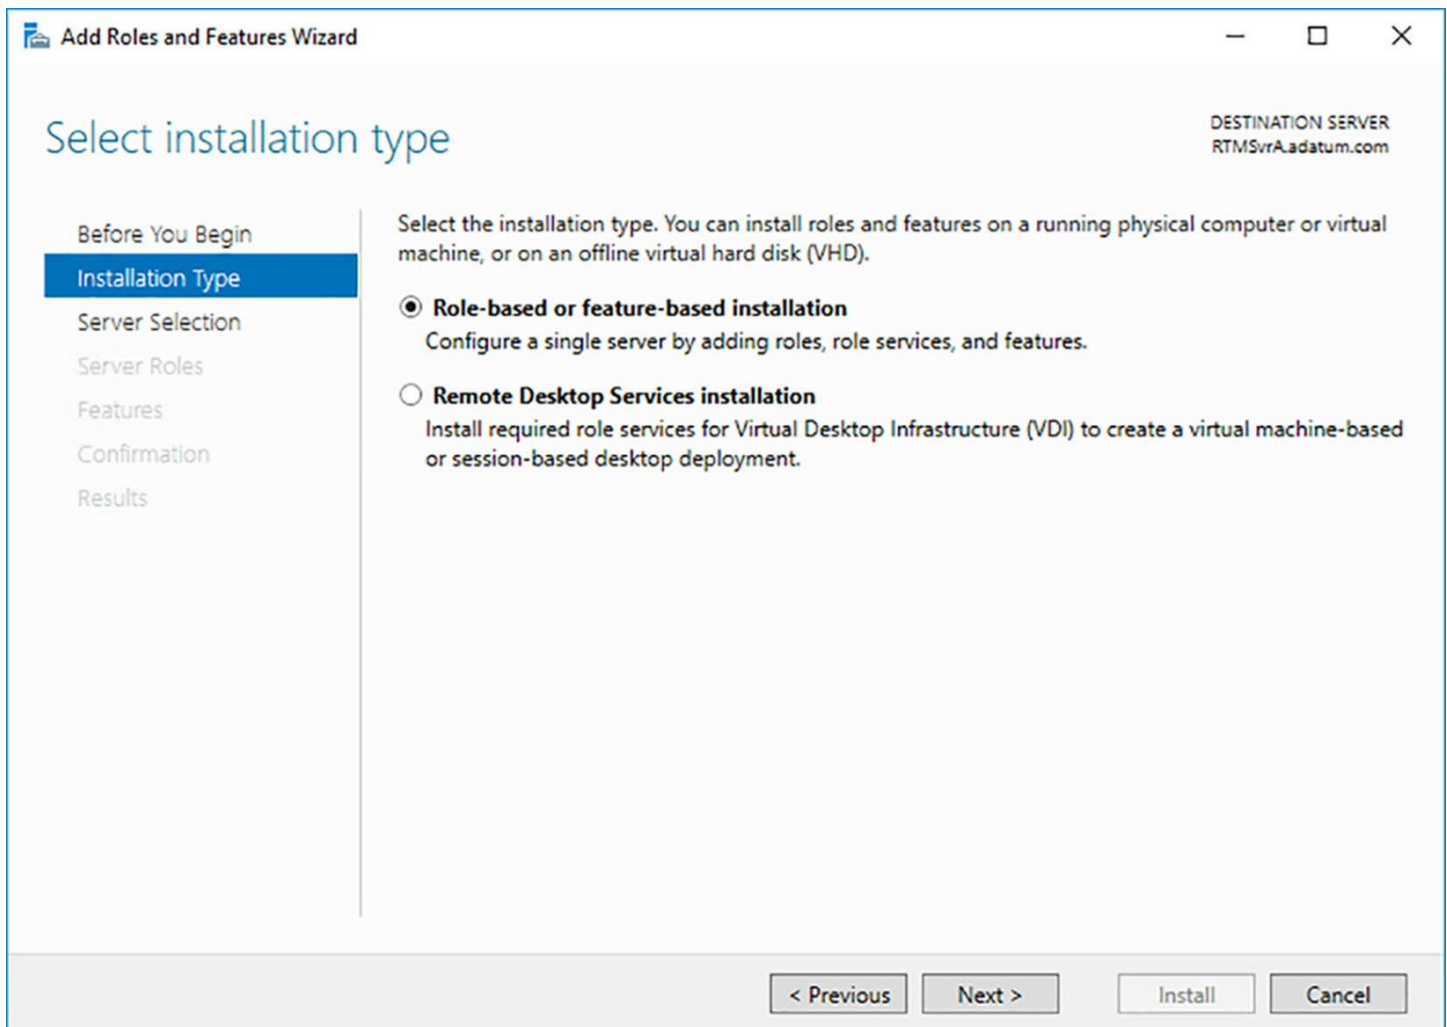 Add Roles and Features Wizard
Select installation type
DESTINATION SERVER
RTMSvrA.adatum.com
Before You Begin
Installation Type
Server Selection
Server Roles
Features
Confirmation
Results
Select the installation type. You can install roles and features on a running physical computer or virtual
machine, or on an offline virtual hard disk (VHD).
Role-based or feature-based installation
Configure a single server by adding roles, role services, and features.
Remote Desktop Services installation
Install required role services for Virtual Desktop Infrastructure (VDI) to create a virtual machine-based
or session-based desktop deployment.
< Previous
Next >
Install
Cancel